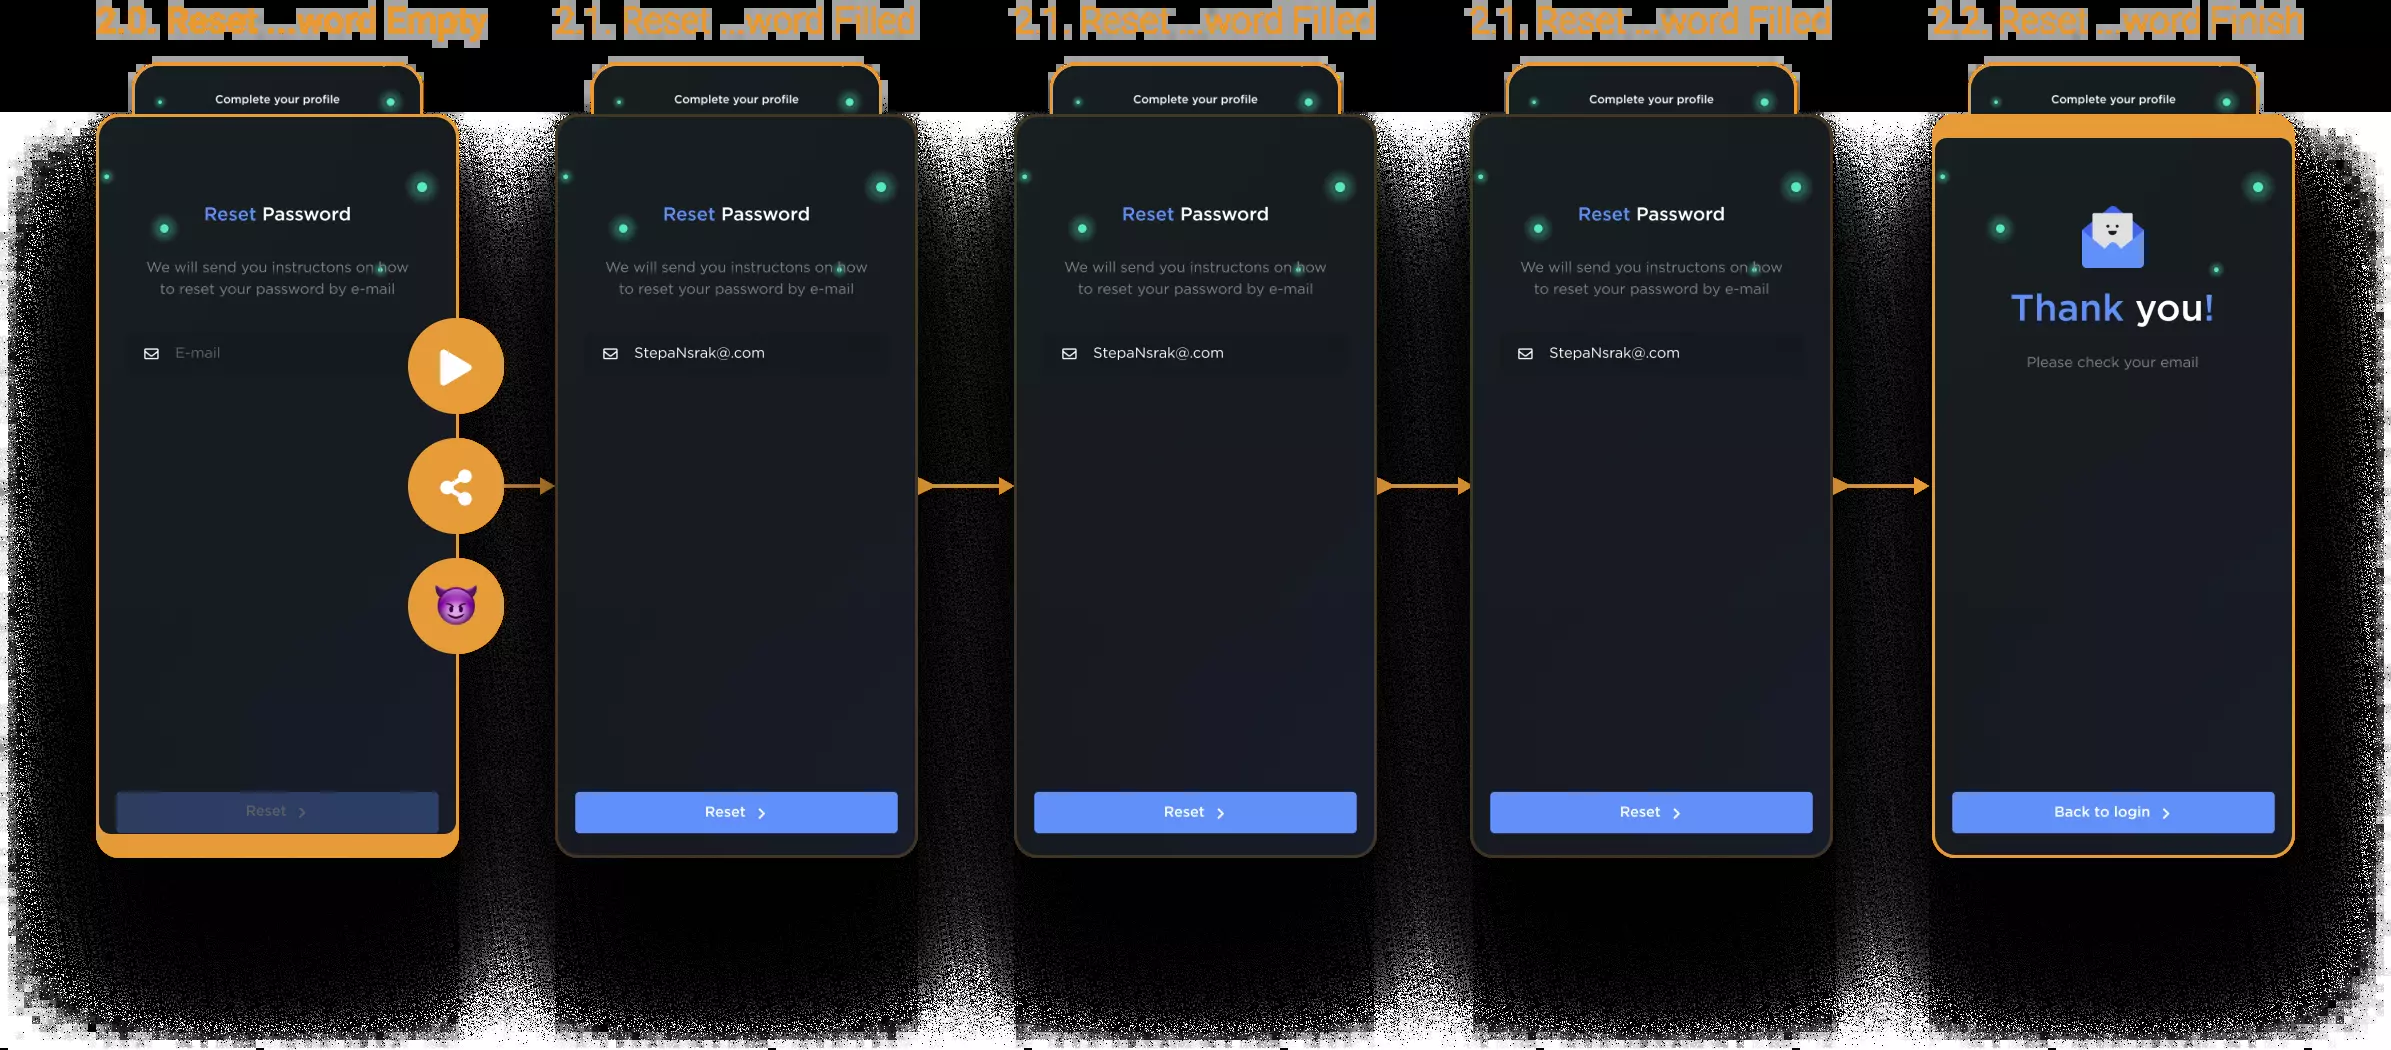 2.0. Reset ...word Empty
2.1. Reset ...word Filled
2.1. Reset ...word Filled
2.1. Reset ...word Filled
2.2. Reset ...word Finish
Complete your profile
Complete your profile
Complete your profile
Complete your profile
Complete your profile
Reset Password
We will send you instructons on how
to reset your password by e-mail
E-mail
Reset
Reset Password
We will send you instructons on how
to reset your password by e-mail
StepaNsrak@.com
Reset
Reset Password
We will send you instructons on how
to reset your password by e-mail
StepaNsrak@.com
Reset
Reset Password
We will send you instructons on how
to reset your password by e-mail
StepaNsrak@.com
Reset
Thank you!
Please check your email
Back to login